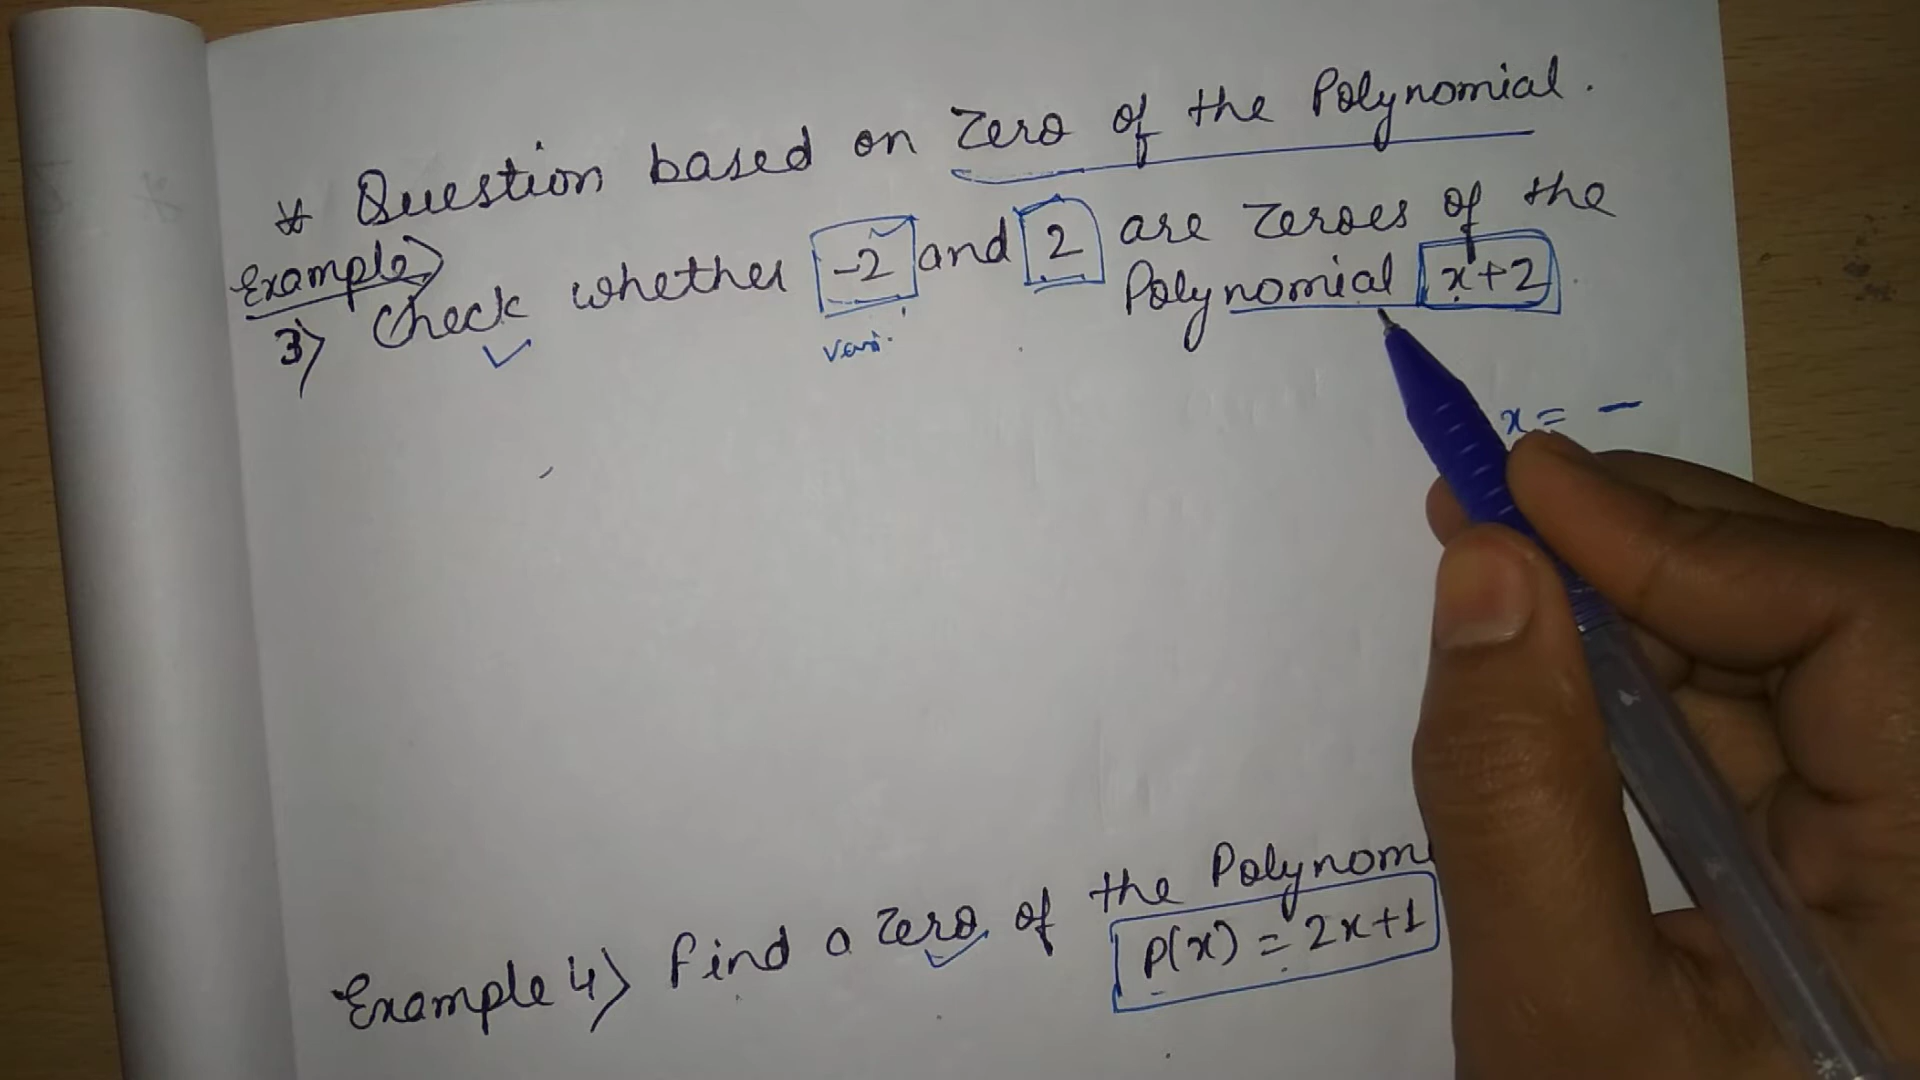 * Question based on Zero of the Polynomial.
Example
3) Check whether -2 and 2 are zeroes of the
Polynomial x+2
x = -
Example 4) find a zero of the Polynom
P(x) = 2x+1